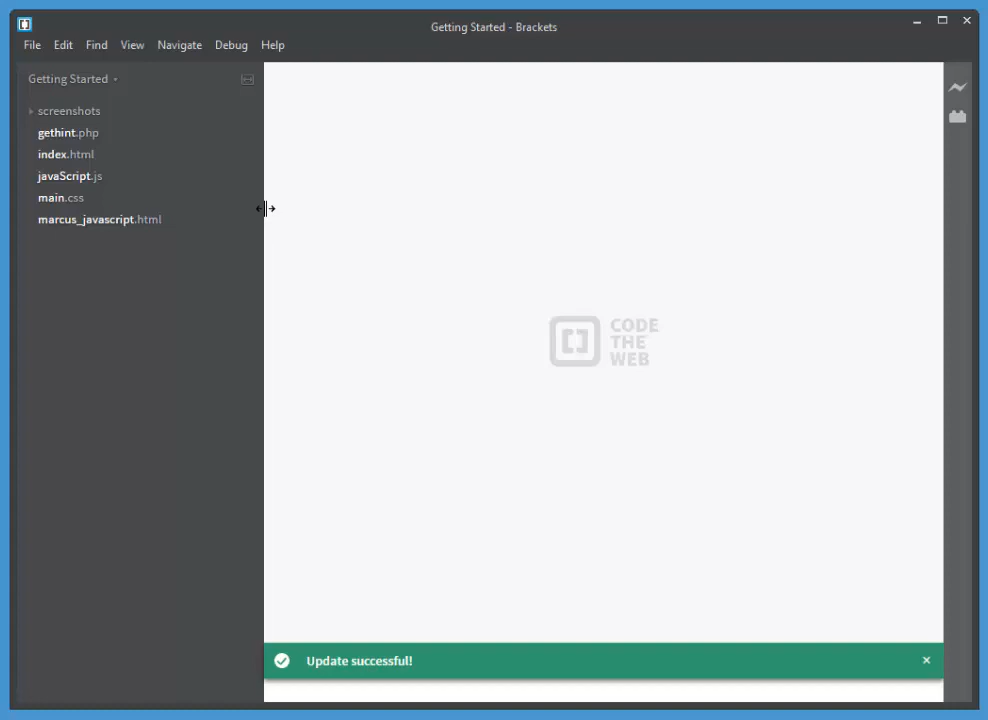 Getting Started - Brackets
File Edit Find View Navigate Debug Help
Getting Started
screenshots
gethint.php
index.html
javaScript.js
main.css
marcus_javascript.html
CODE
THE
WEB
Update successful!